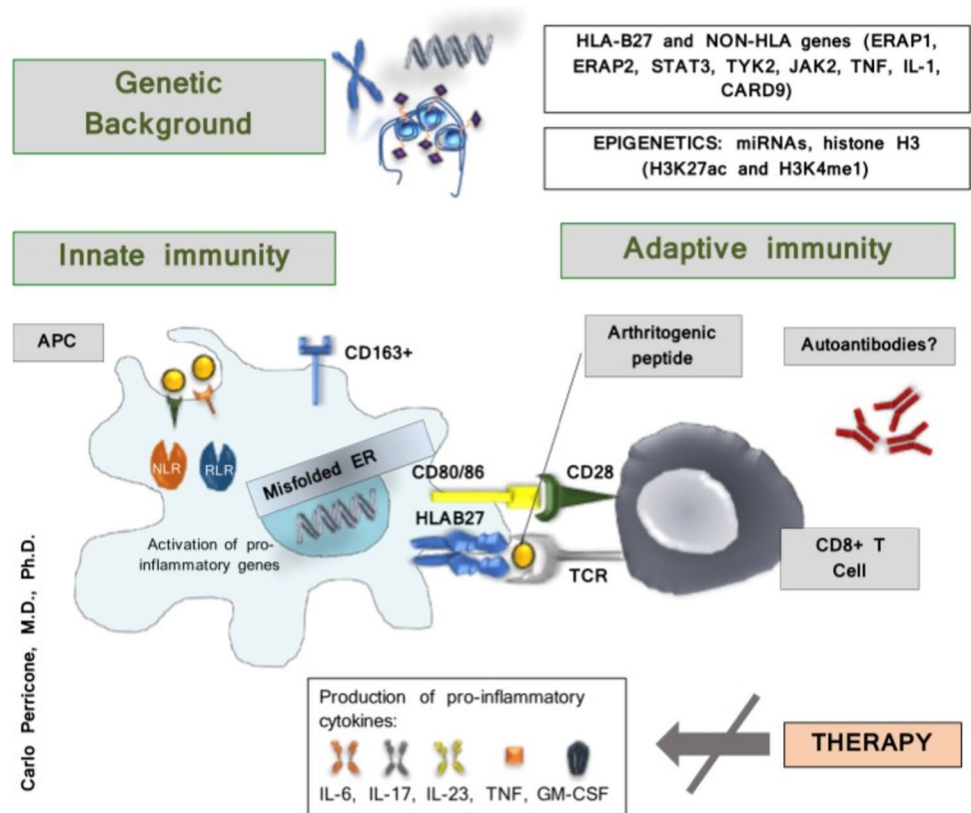 Genetic
Background
HLA-B27 and NON-HLA genes (ERAP1,
ERAP2, STAT3, TYK2, JAK2, TNF, IL-1,
CARD9)
EPIGENETICS: miRNAs, histone H3
(H3K27ac and H3K4me1)
Innate immunity
Adaptive immunity
APC
CD163+
Arthritogenic
peptide
Autoantibodies?
NLR
RLR
Misfolded ER
CD80/86
CD28
HLAB27
Activation of pro-
inflammatory genes
TCR
CD8+ T
Cell
Carlo Perricone, M.D., Ph.D.
Production of pro-inflammatory
cytokines:
IL-6, IL-17, IL-23, TNF, GM-CSF
THERAPY